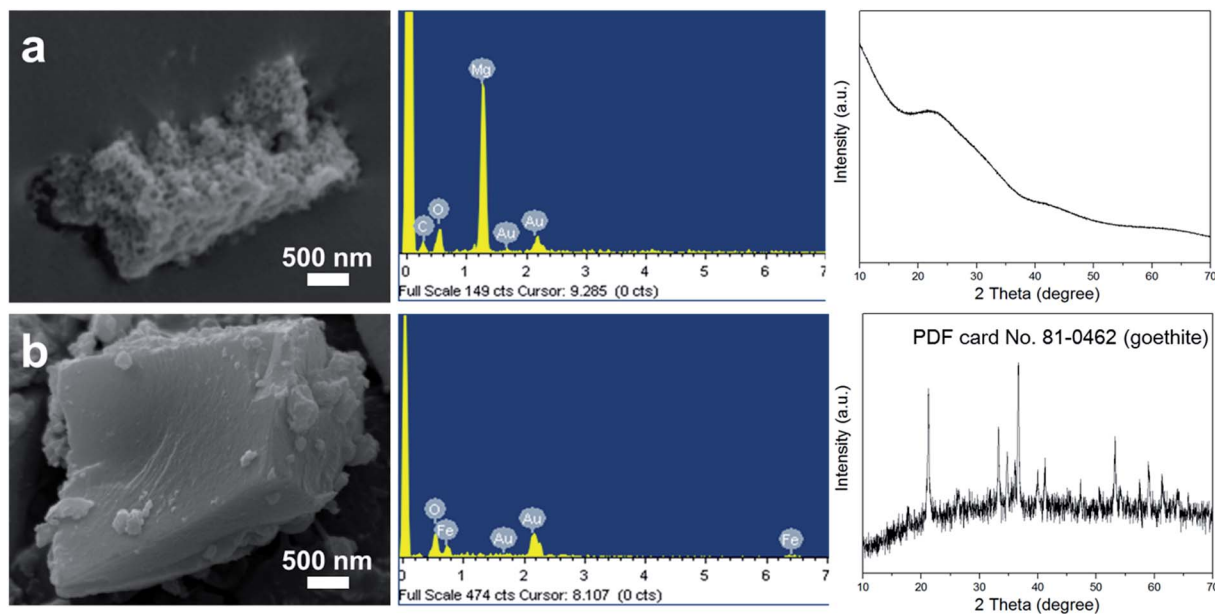 a
500 nm
C
O
Mg
Au
Au
0 1 2 3 4 5 6 7
Full Scale 149 cts Cursor: 9.285 (0 cts)
Intensity (a.u.)
10 20 30 40 50 60 70
2 Theta (degree)
b
500 nm
O
Fe
Au
Au
Fe
0 1 2 3 4 5 6 7
Full Scale 474 cts Cursor: 8.107 (0 cts)
PDF card No. 81-0462 (goethite)
Intensity (a.u.)
10 20 30 40 50 60 70
2 Theta (degree)